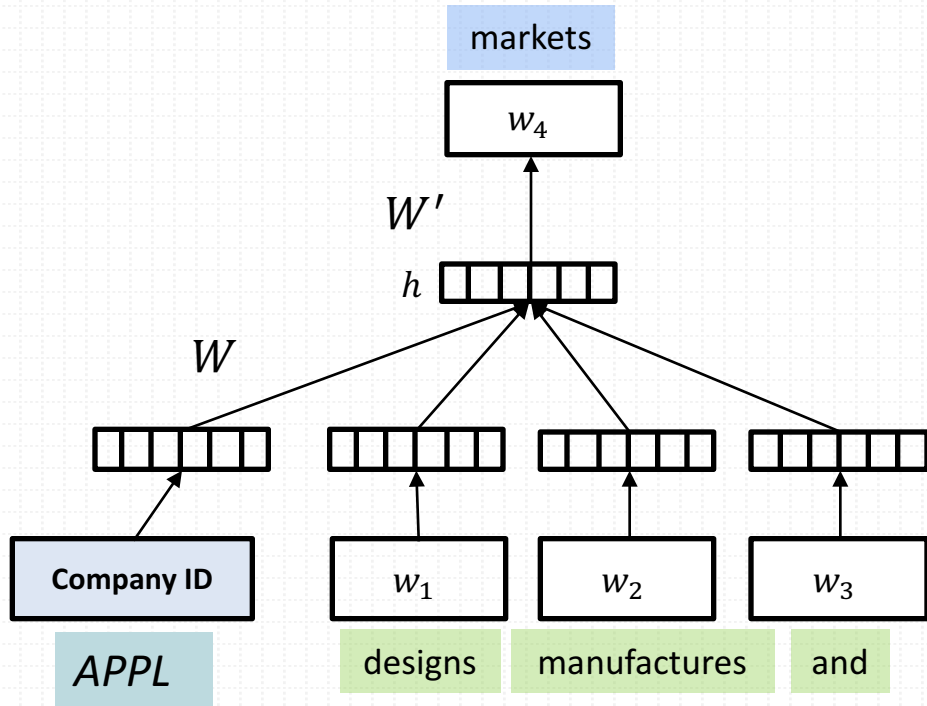 markets
w₄
W′
h
W
Company ID
w₁
w₂
w₃
APPL
designs
manufactures
and